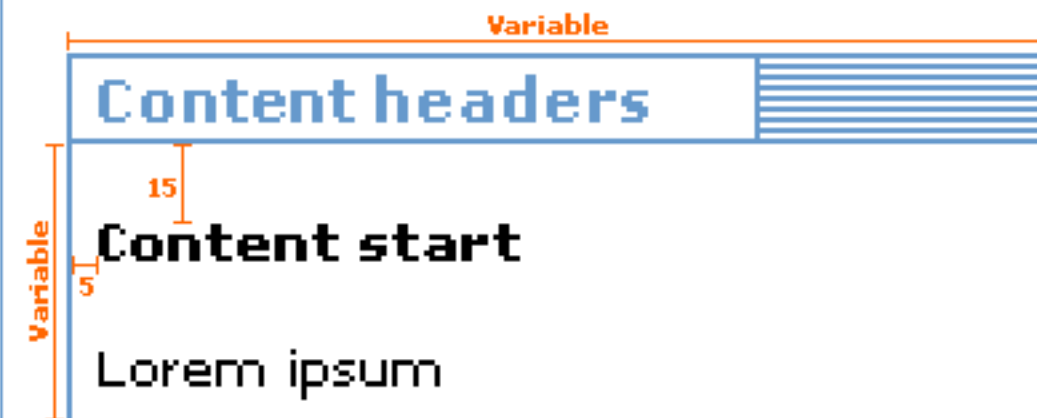 Variable
Content headers
15
Content start
5
Variable
Lorem ipsum